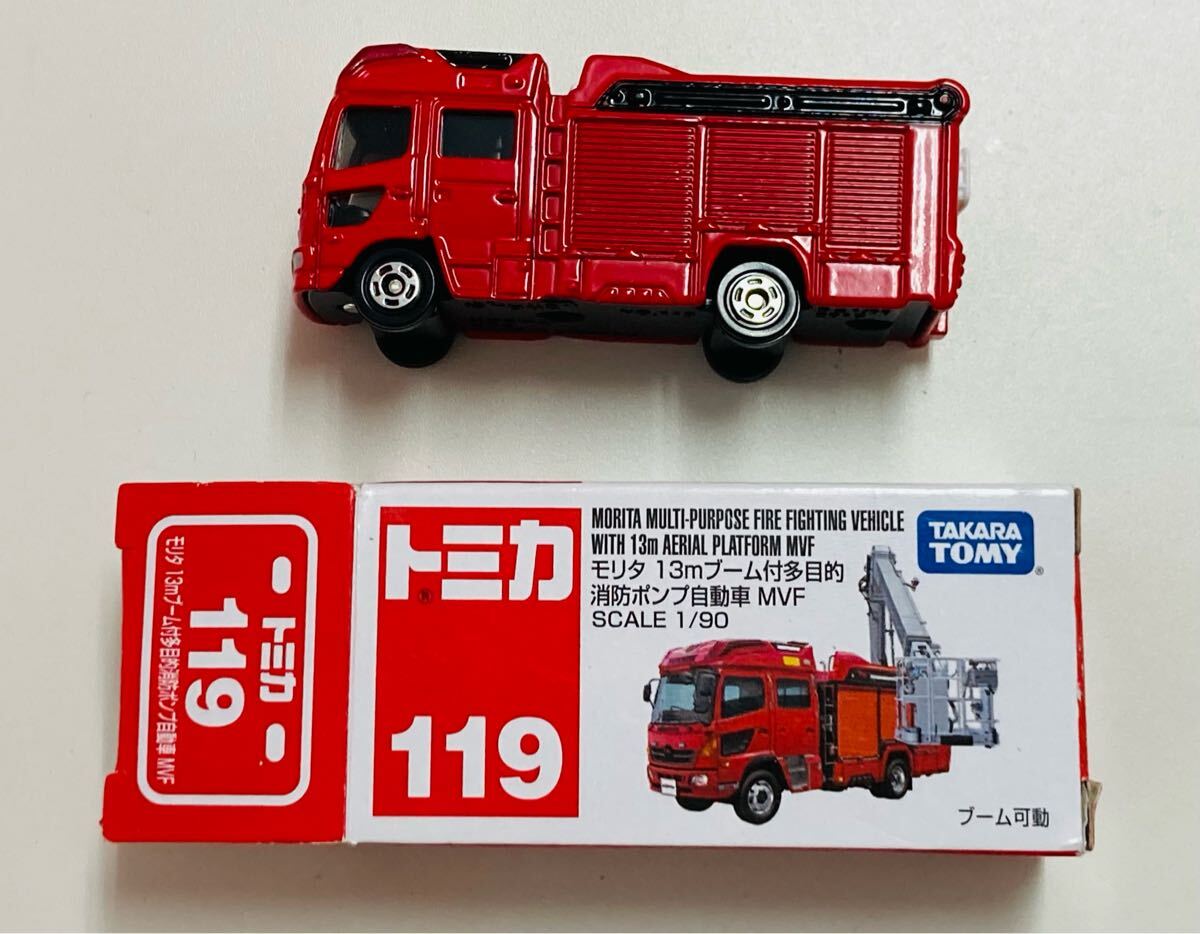 トミカ®
119
MORITA MULTI-PURPOSE FIRE FIGHTING VEHICLE
WITH 13m AERIAL PLATFORM MVF
モリタ 13mブーム付多目的
消防ポンプ自動車 MVF
SCALE 1/90
TAKARA
TOMY®
ブーム可動
トミカ
119
モリタ 13mブーム付多目的消防ポンプ自動車 MVF